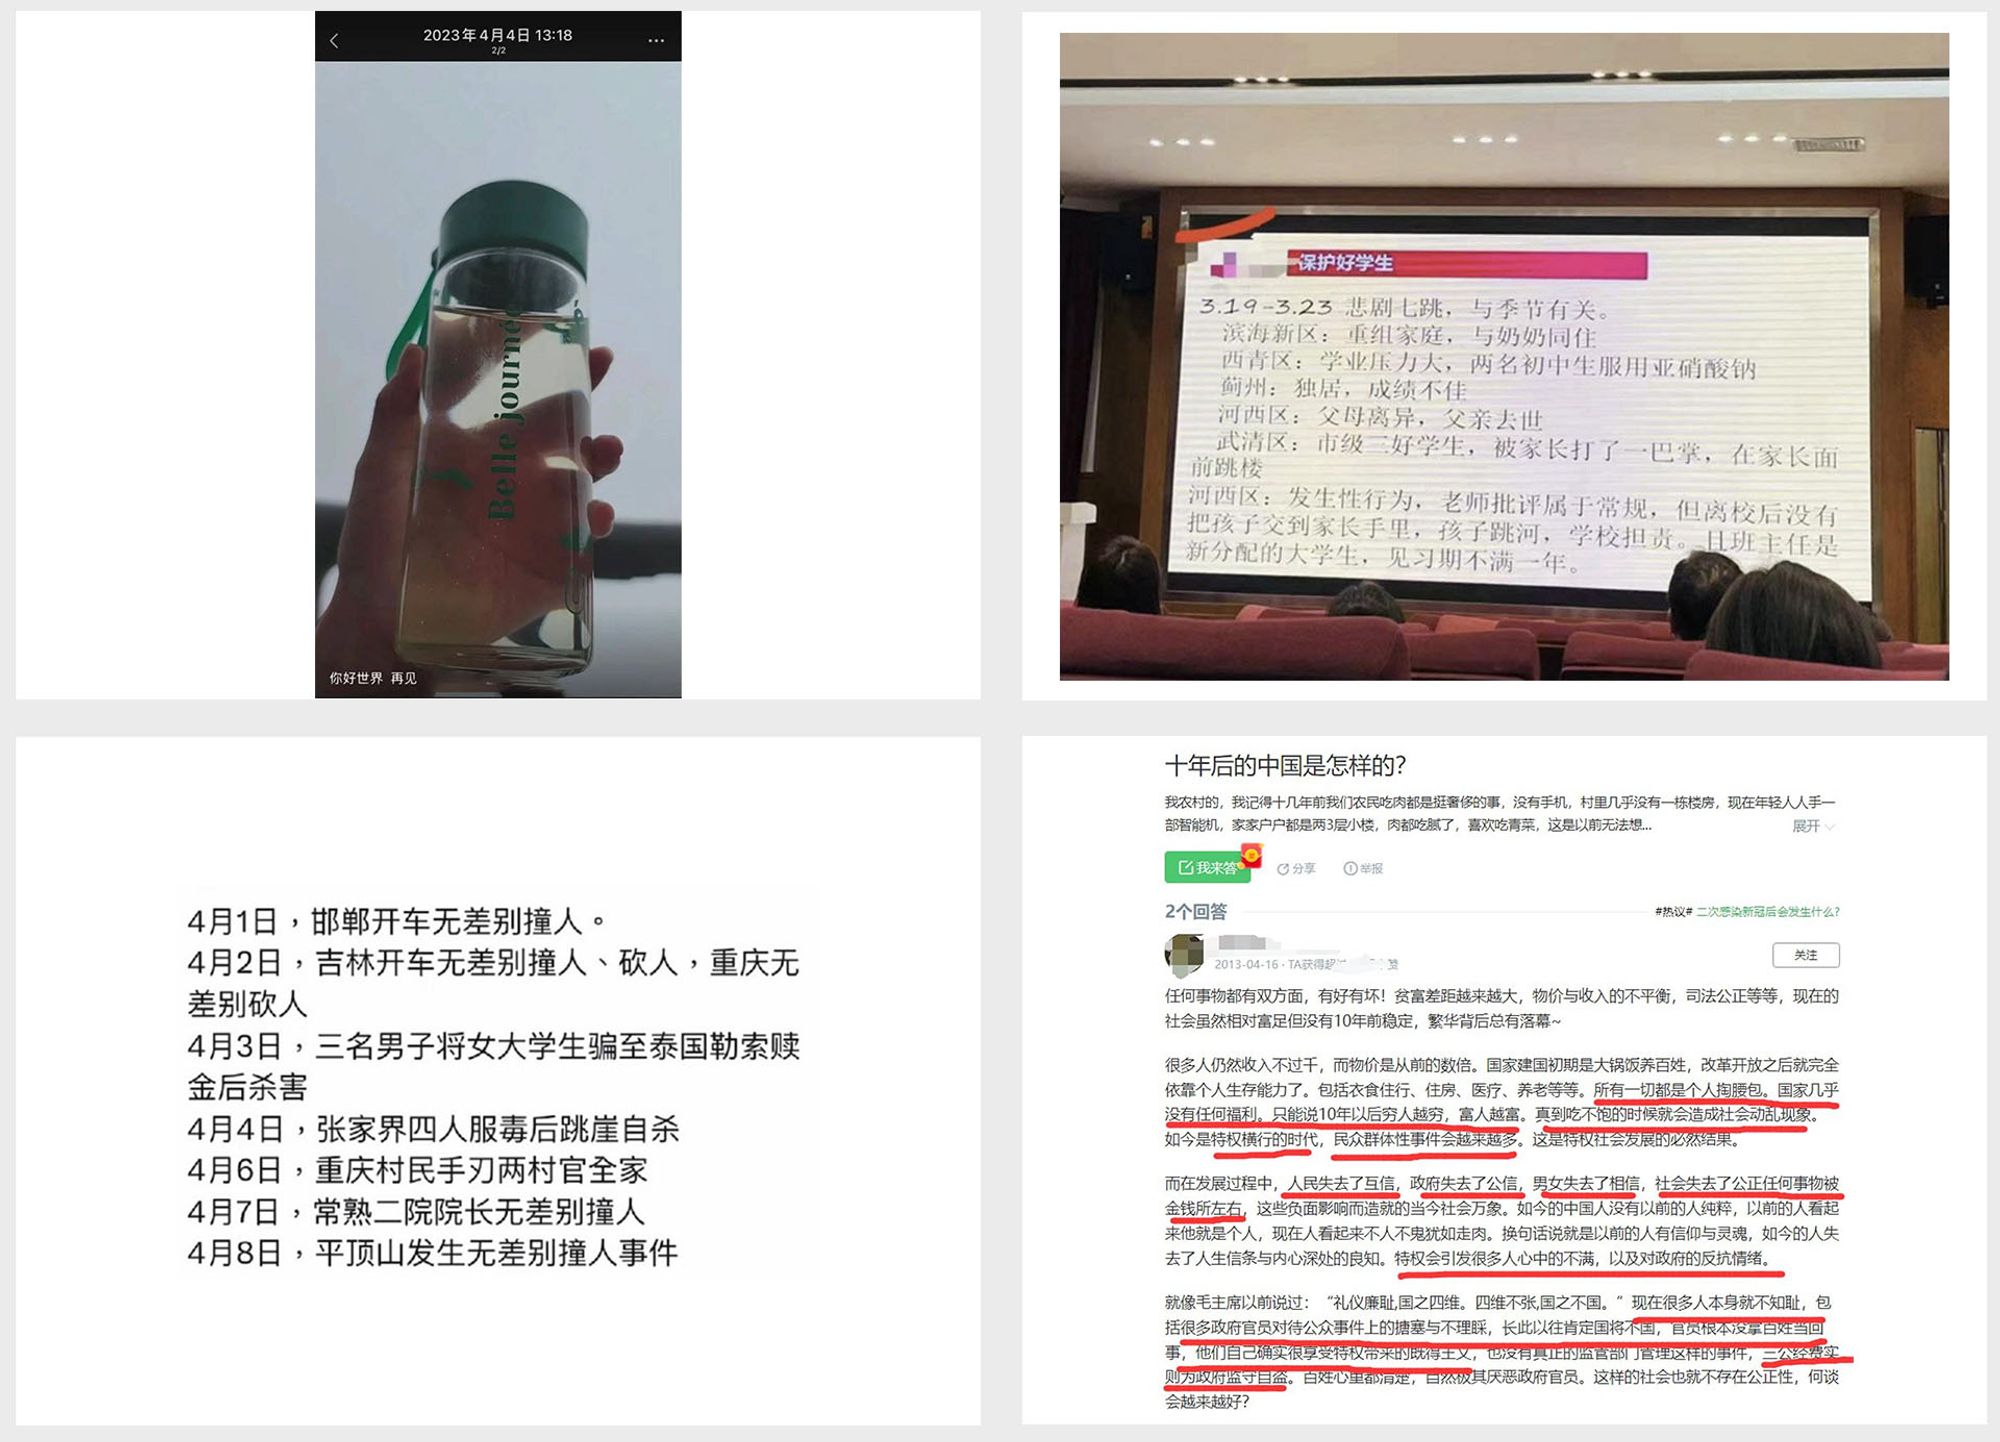 2023年4月4日 13:18
2/2
Belle journée
你好世界 再见
保护好学生
3.19-3.23 悲剧七跳，与季节有关。
滨海新区：重组家庭，与奶奶同住
西青区：学业压力大，两名初中生服用亚硝酸钠
蓟州：独居，成绩不佳
河西区：父母离异，父亲去世
武清区：市级三好学生，被家长打了一巴掌，在家长面
前跳楼
河西区：发生性行为，老师批评属于常规，但离校后没有
把孩子交到家长手里，孩子跳河，学校担责。且班主任是
新分配的大学生，见习期不满一年。
4月1日，邯郸开车无差别撞人。
4月2日，吉林开车无差别撞人、砍人，重庆无
差别砍人
4月3日，三名男子将女大学生骗至泰国勒索赎
金后杀害
4月4日，张家界四人服毒后跳崖自杀
4月6日，重庆村民手刃两村官全家
4月7日，常熟二院院长无差别撞人
4月8日，平顶山发生无差别撞人事件
十年后的中国是怎样的?
我农村的，我记得十几年前我们农民吃肉都是挺奢侈的事，没有手机，村里几乎没有一栋楼房，现在年轻人人手一
部智能机，家家户户都是两3层小楼，肉都吃腻了，喜欢吃青菜，这是以前无法想... 展开
我来答 分享 举报
2个回答 #热议# 二次感染新冠后会发生什么?
2013-04-16 · TA获得超 赞
关注
任何事物都有双方面，有好有坏！贫富差距越来越大，物价与收入的不平衡，司法公正等等，现在的
社会虽然相对富足但没有10年前稳定，繁华背后总有落幕~
很多人仍然收入不过千，而物价是从前的数倍。国家建国初期是大锅饭养百姓，改革开放之后就完全
依靠个人生存能力了。包括衣食住行、住房、医疗、养老等等。所有一切都是个人掏腰包。国家几乎
没有任何福利。只能说10年以后穷人越穷，富人越富。真到吃不饱的时候就会造成社会动乱现象。
如今是特权横行的时代，民众群体性事件会越来越多。这是特权社会发展的必然结果。
而在发展过程中，人民失去了互信，政府失去了公信，男女失去了相信，社会失去了公正任何事物被
金钱所左右，这些负面影响而造就的当今社会万象。如今的中国人没有以前的人纯粹，以前的人看起
来他就是个人，现在人看起来不人不鬼犹如走肉。换句话说就是以前的人有信仰与灵魂，如今的人失
去了人生信条与内心深处的良知。特权会引发很多人心中的不满，以及对政府的反抗情绪。
就像毛主席以前说过：“礼仪廉耻,国之四维。四维不张,国之不国。”现在很多人本身就不知耻，包
括很多政府官员对待公众事件上的搪塞与不理睬，长此以往肯定国将不国，官员根本没拿百姓当回
事，他们自己确实很享受特权带来的既得主义，也没有真正的监管部门管理这样的事件，三公经费实
则为政府监守自盗。百姓心里都清楚，自然极其厌恶政府官员。这样的社会也就不存在公正性，何谈
会越来越好?